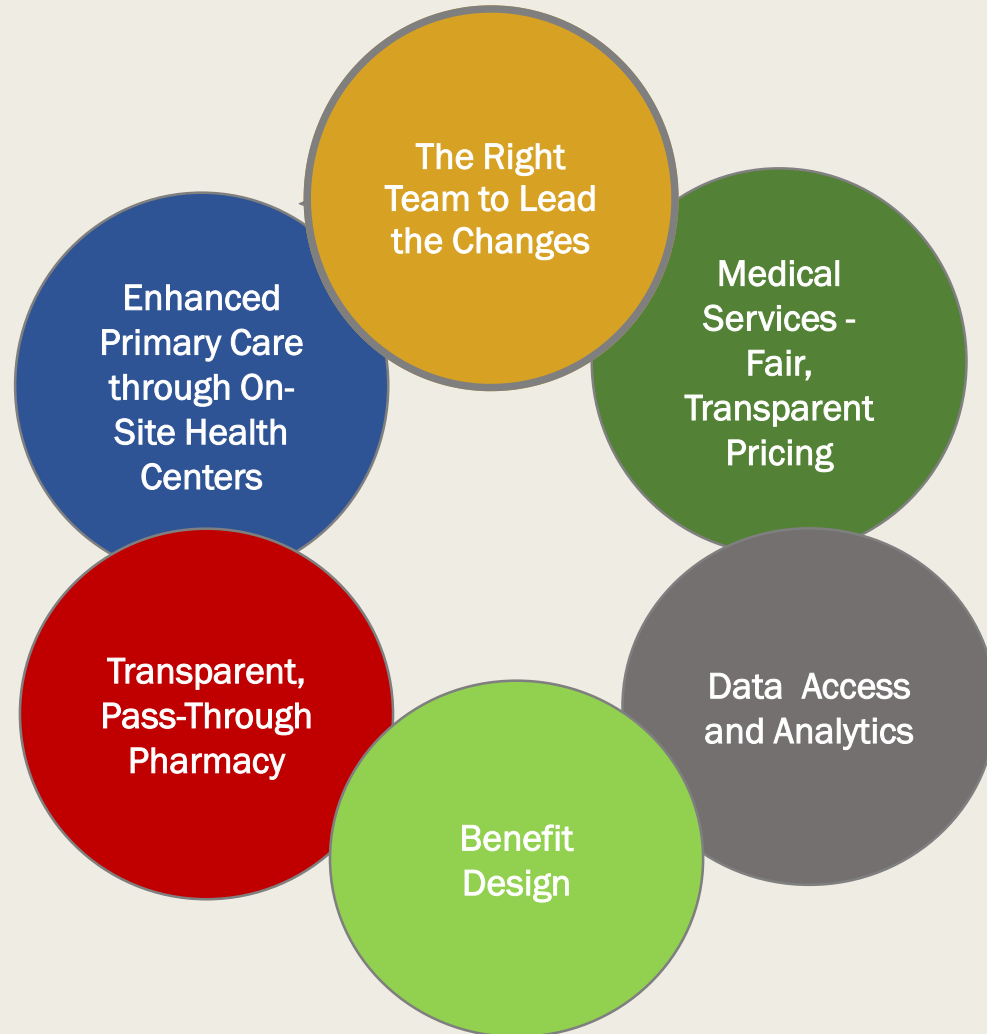 The Right
Team to Lead
the Changes
Medical
Services -
Fair,
Transparent
Pricing
Data  Access
and Analytics
Benefit
Design
Transparent,
Pass-Through
Pharmacy
Enhanced
Primary Care
through On-
Site Health
Centers